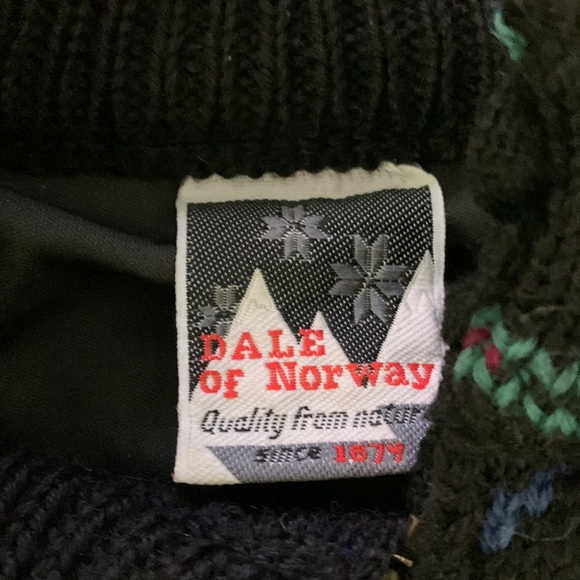 DALE
of Norway
Quality from natur
since 1879